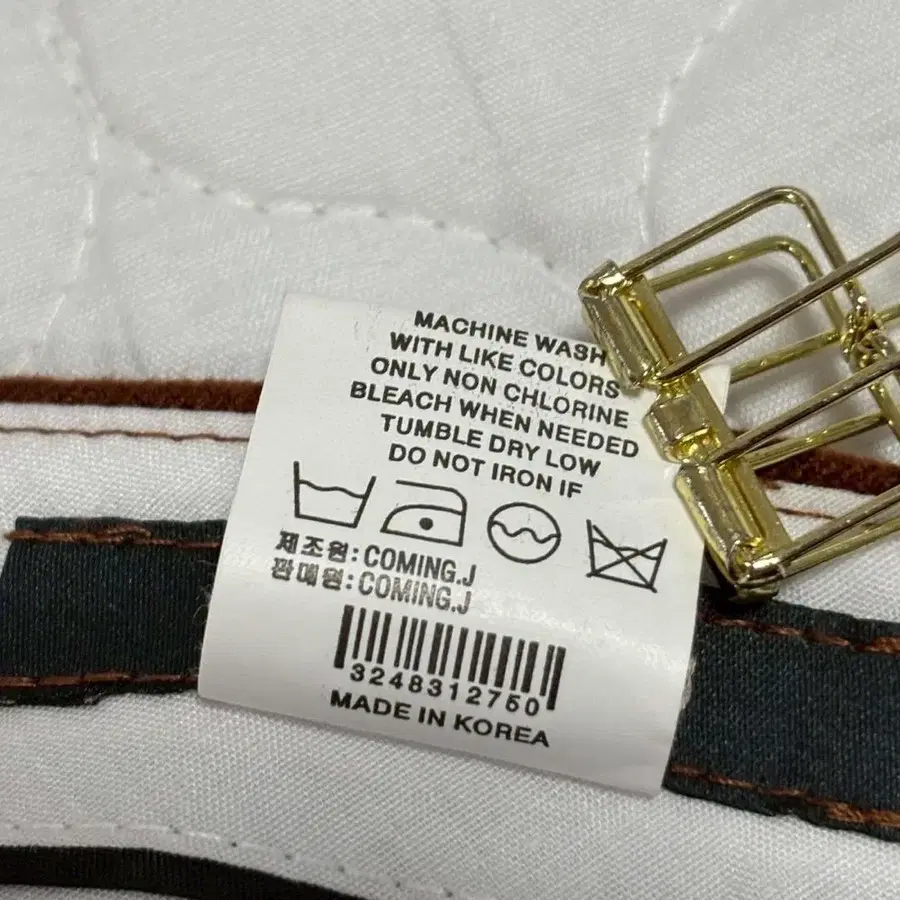 MACHINE WASH
WITH LIKE COLORS
ONLY NON CHLORINE
BLEACH WHEN NEEDED
TUMBLE DRY LOW
DO NOT IRON IF
제조원: COMING.J
판매원: COMING.J
3248312750
MADE IN KOREA